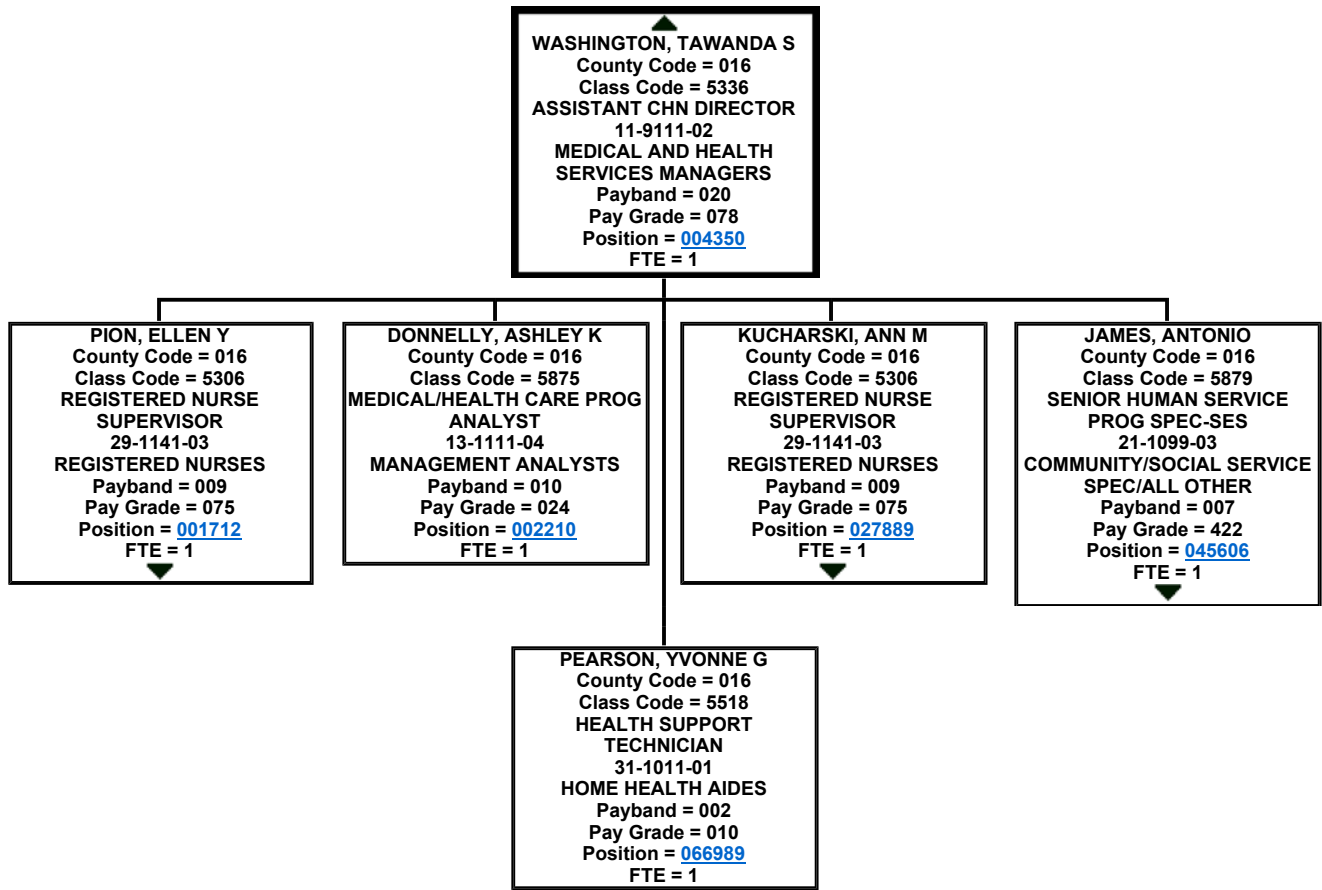 WASHINGTON, TAWANDA S
County Code = 016
Class Code = 5336
ASSISTANT CHN DIRECTOR
11-9111-02
MEDICAL AND HEALTH
SERVICES MANAGERS
Payband = 020
Pay Grade = 078
Position = 004350
FTE = 1
PION, ELLEN Y
County Code = 016
Class Code = 5306
REGISTERED NURSE
SUPERVISOR
29-1141-03
REGISTERED NURSES
Payband = 009
Pay Grade = 075
Position = 001712
FTE = 1
DONNELLY, ASHLEY K
County Code = 016
Class Code = 5875
MEDICAL/HEALTH CARE PROG
ANALYST
13-1111-04
MANAGEMENT ANALYSTS
Payband = 010
Pay Grade = 024
Position = 002210
FTE = 1
KUCHARSKI, ANN M
County Code = 016
Class Code = 5306
REGISTERED NURSE
SUPERVISOR
29-1141-03
REGISTERED NURSES
Payband = 009
Pay Grade = 075
Position = 027889
FTE = 1
JAMES, ANTONIO
County Code = 016
Class Code = 5879
SENIOR HUMAN SERVICE
PROG SPEC-SES
21-1099-03
COMMUNITY/SOCIAL SERVICE
SPEC/ALL OTHER
Payband = 007
Pay Grade = 422
Position = 045606
FTE = 1
PEARSON, YVONNE G
County Code = 016
Class Code = 5518
HEALTH SUPPORT
TECHNICIAN
31-1011-01
HOME HEALTH AIDES
Payband = 002
Pay Grade = 010
Position = 066989
FTE = 1